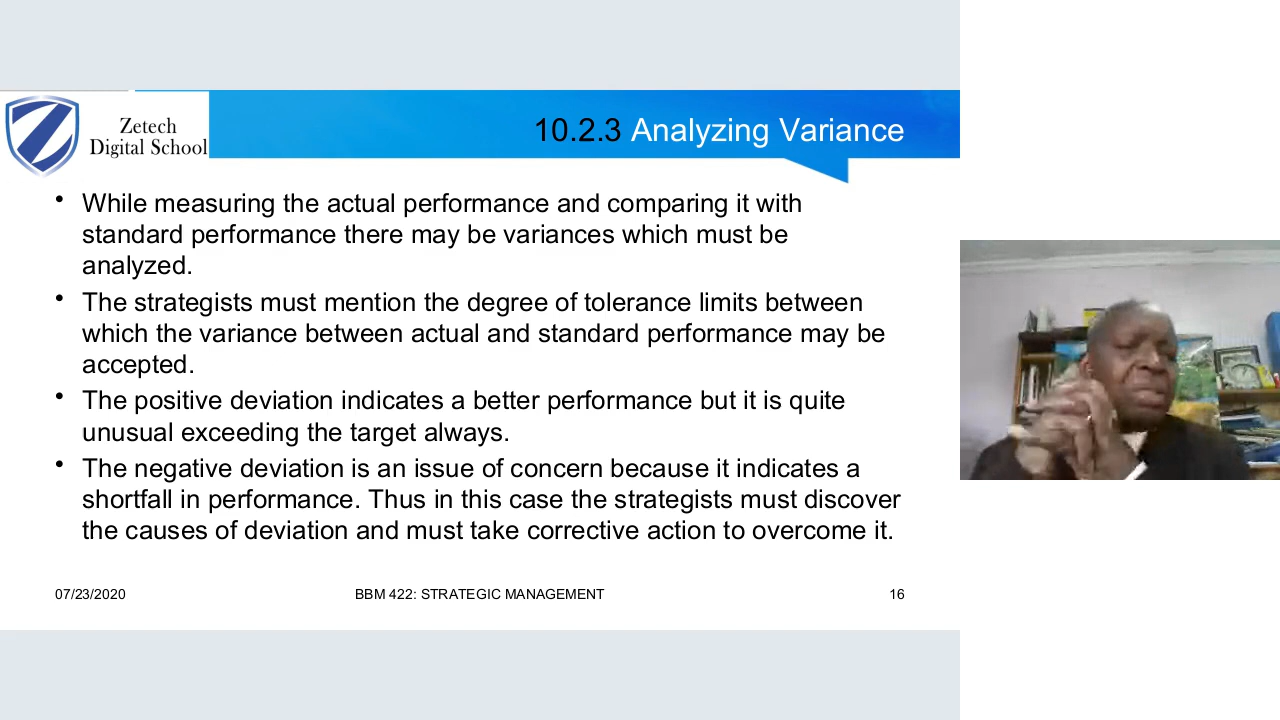 Zetech
Digital School
10.2.3 Analyzing Variance
• While measuring the actual performance and comparing it with
standard performance there may be variances which must be
analyzed.
• The strategists must mention the degree of tolerance limits between
which the variance between actual and standard performance may be
accepted.
• The positive deviation indicates a better performance but it is quite
unusual exceeding the target always.
• The negative deviation is an issue of concern because it indicates a
shortfall in performance. Thus in this case the strategists must discover
the causes of deviation and must take corrective action to overcome it.
07/23/2020 BBM 422: STRATEGIC MANAGEMENT 16